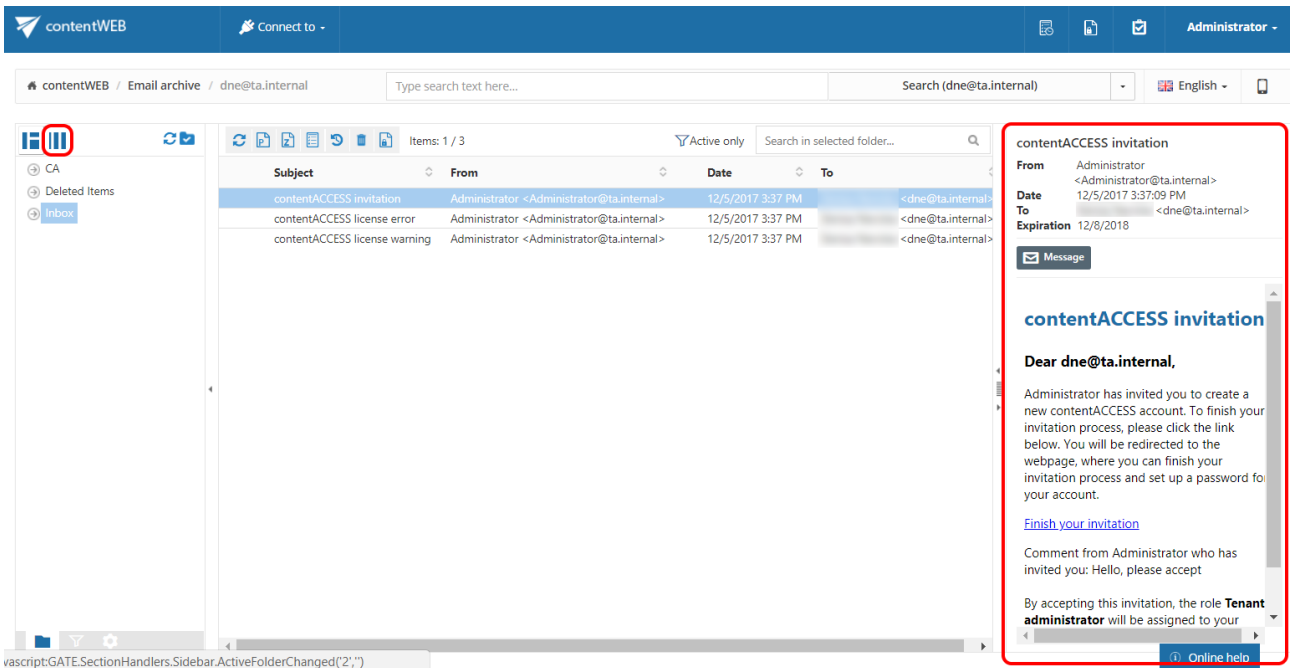 contentWEB
Connect to
Administrator
contentWEB / Email archive / dne@ta.internal
Type search text here...
Search (dne@ta.internal)
English
CA
Deleted Items
Inbox
Items: 1 / 3
Active only
Search in selected folder...
Subject From Date To
contentACCESS invitation Administrator <Administrator@ta.internal> 12/5/2017 3:37 PM <dne@ta.internal>
contentACCESS license error Administrator <Administrator@ta.internal> 12/5/2017 3:37 PM <dne@ta.internal>
contentACCESS license warning Administrator <Administrator@ta.internal> 12/5/2017 3:37 PM <dne@ta.internal>
contentACCESS invitation
From Administrator
<Administrator@ta.internal>
Date 12/5/2017 3:37:09 PM
To <dne@ta.internal>
Expiration 12/8/2018
Message
contentACCESS invitation
Dear dne@ta.internal,
Administrator has invited you to create a
new contentACCESS account. To finish your
invitation process, please click the link
below. You will be redirected to the
webpage, where you can finish your
invitation process and set up a password fo
your account.
Finish your invitation
Comment from Administrator who has
invited you: Hello, please accept
By accepting this invitation, the role Tenant
administrator will be assigned to your
Online help
vascript:GATE.SectionHandlers.Sidebar.ActiveFolderChanged('2','')